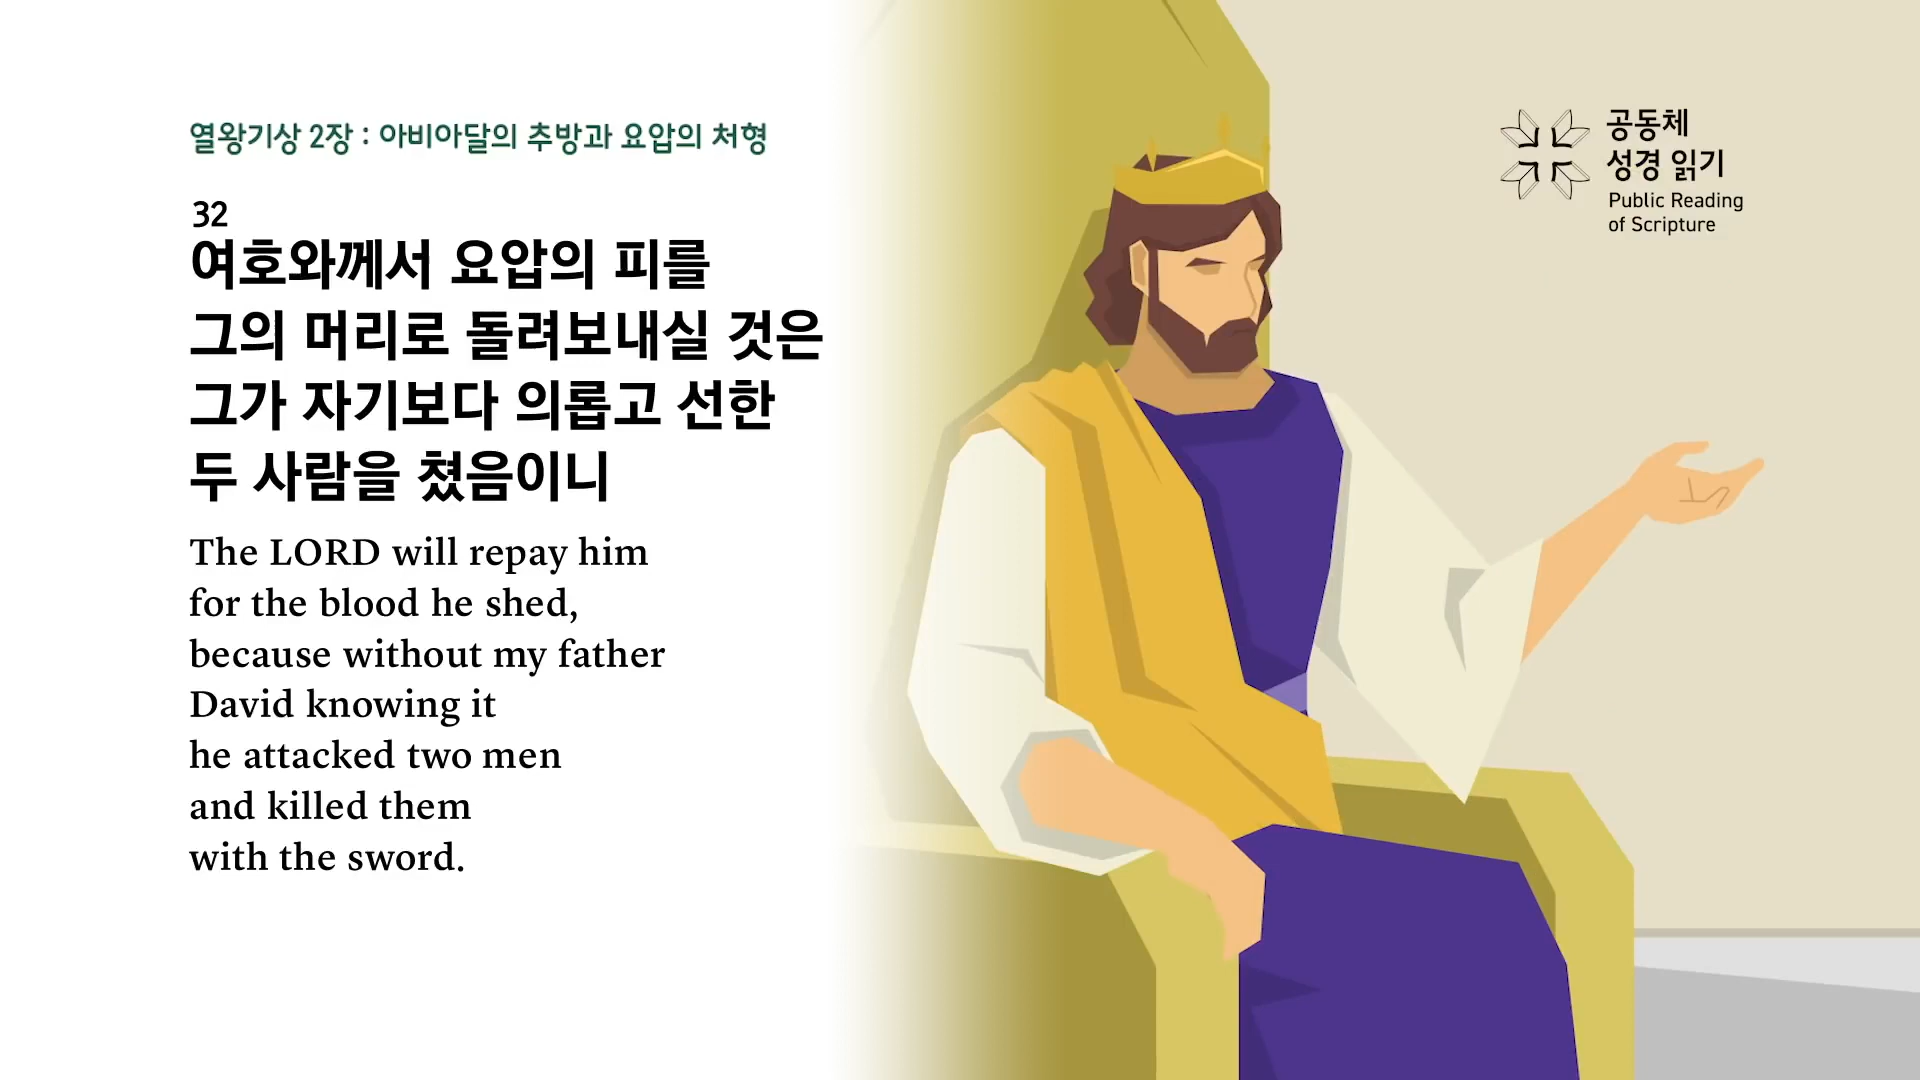 열왕기상 2장 : 아비아달의 추방과 요압의 처형
32
여호와께서 요압의 피를
그의 머리로 돌려보내실 것은
그가 자기보다 의롭고 선한
두 사람을 쳤음이니
The LORD will repay him
for the blood he shed,
because without my father
David knowing it
he attacked two men
and killed them
with the sword.
공동체
성경 읽기
Public Reading
of Scripture